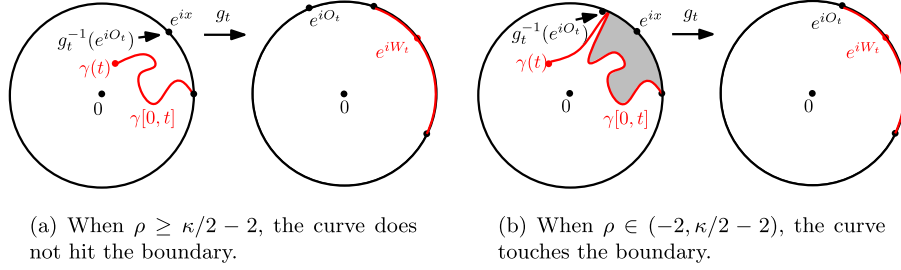 e^{ix}
g_t
e^{iO_t}
g_t^{-1}(e^{iO_t})
e^{iW_t}
γ(t)
0
0
γ[0, t]
e^{ix}
g_t
e^{iO_t}
g_t^{-1}(e^{iO_t})
e^{iW_t}
γ(t)
0
0
γ[0, t]
(a) When ρ ≥ κ/2 − 2, the curve does
not hit the boundary.
(b) When ρ ∈ (−2, κ/2 − 2), the curve
touches the boundary.